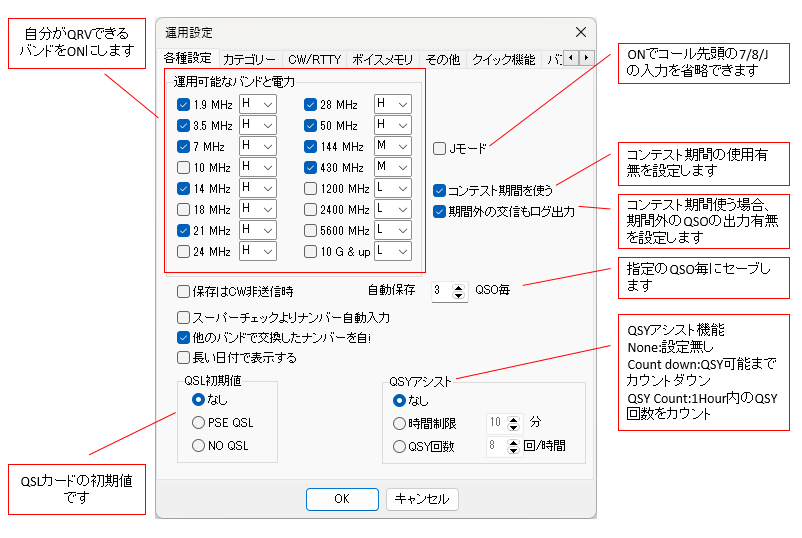 自分がQRVできる
バンドをONにします
運用設定
各種設定 カテゴリー CW/RTTY ボイスメモリ その他 クイック機能 バン
運用可能なバンドと電力
1.9 MHz H 28 MHz H
3.5 MHz H 50 MHz H
7 MHz H 144 MHz M
10 MHz H 430 MHz M
14 MHz H 1200 MHz L
18 MHz H 2400 MHz L
21 MHz H 5600 MHz L
24 MHz H 10 G & up L
Jモード
コンテスト期間を使う
期間外の交信もログ出力
保存はCW非送信時
自動保存 3 QSO毎
スーパーチェックよりナンバー自動入力
他のバンドで交換したナンバーを自
長い日付で表示する
QSL初期値
なし
PSE QSL
NO QSL
QSYアシスト
なし
時間制限 10 分
QSY回数 8 回/時間
OK キャンセル
ONでコール先頭の7/8/J
の入力を省略できます
コンテスト期間の使用有
無を設定します
コンテスト期間使う場合、
期間外のQSOの出力有無
を設定します
指定のQSO毎にセーブし
ます
QSYアシスト機能
None:設定無し
Count down:QSY可能まで
カウントダウン
QSY Count:1Hour内のQSY
回数をカウント
QSLカードの初期値
です